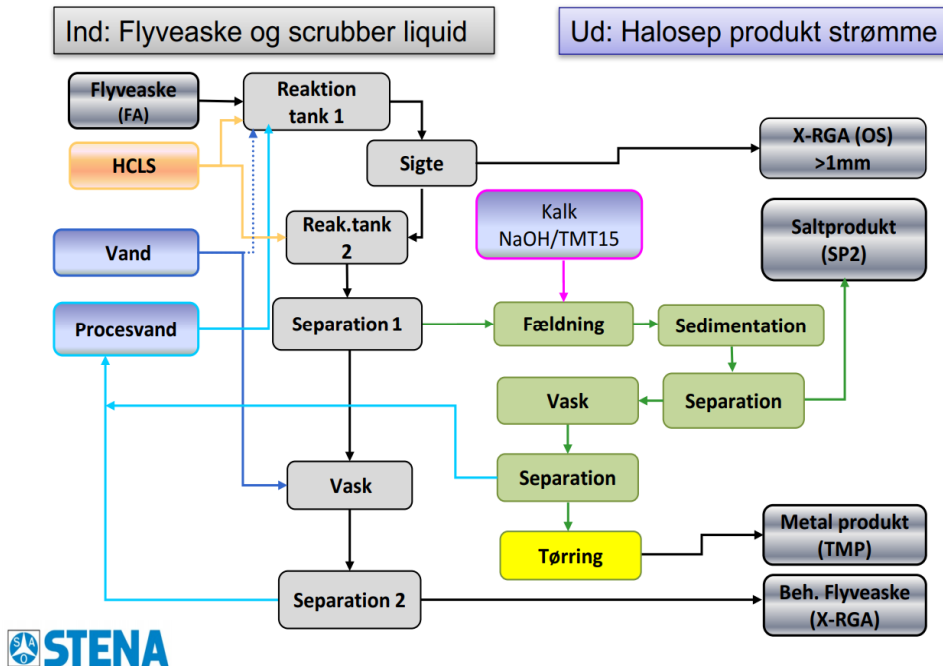 Ind: Flyveaske og scrubber liquid
Ud: Halosep produkt strømme
Flyveaske
(FA)
Reaktion
tank 1
HCLS
Sigte
X-RGA (OS)
>1mm
Reak.tank
2
Kalk
NaOH/TMT15
Saltprodukt
(SP2)
Vand
Procesvand
Separation 1
Fældning
Sedimentation
Vask
Separation
Vask
Separation
Tørring
Metal produkt
(TMP)
Separation 2
Beh. Flyveaske
(X-RGA)
SAO
STENA